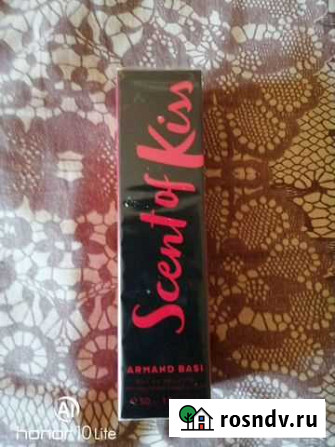 Scent of Kiss
ARMAND BASI
AI
honor 10 Lite
rosndv.ru